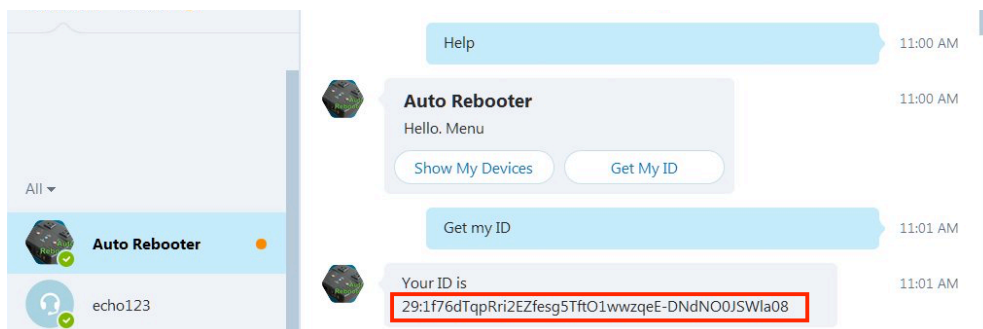 Help
11:00 AM
Auto Rebooter
11:00 AM
Hello. Menu
Show My Devices
Get My ID
All
Get my ID
11:01 AM
Auto Rebooter
Your ID is
11:01 AM
29:1f76dTqpRri2EZfesg5TftO1wwzqeE-DNdNO0JSWla08
echo123